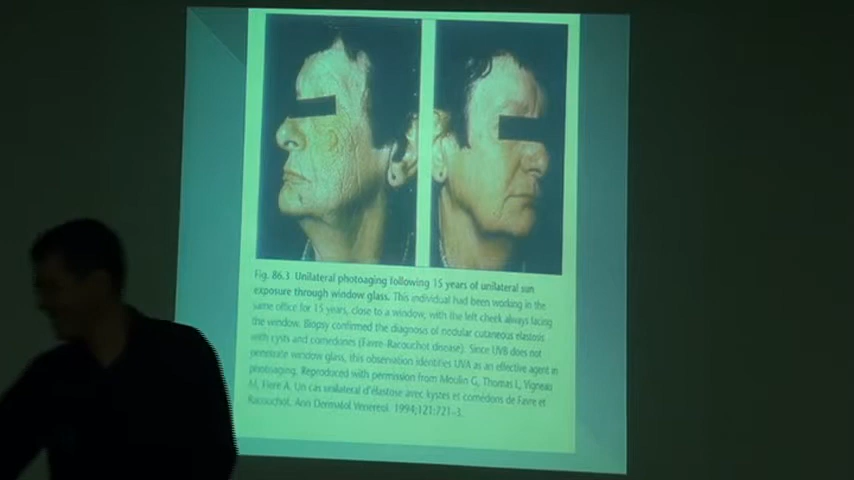 Fig. 86.3 Unilateral photoaging following 15 years of unilateral sun
exposure through window glass. This individual had been working in the
same office for 15 years, close to a window, with the left cheek always facing
the window. Biopsy confirmed the diagnosis of nodular cutaneous elastosis
with cysts and comedones (Favre-Racouchot disease). Since UVB does not
penetrate window glass, this observation identifies UVA as an effective agent in
photoaging. Reproduced with permission from Moulin G, Thomas L, Vigneau
M, Fiere A. Un cas unilatéral d'élastose avec kystes et comédons de Favre et
Racouchot. Ann Dermatol Venereol. 1994;121:721–3.